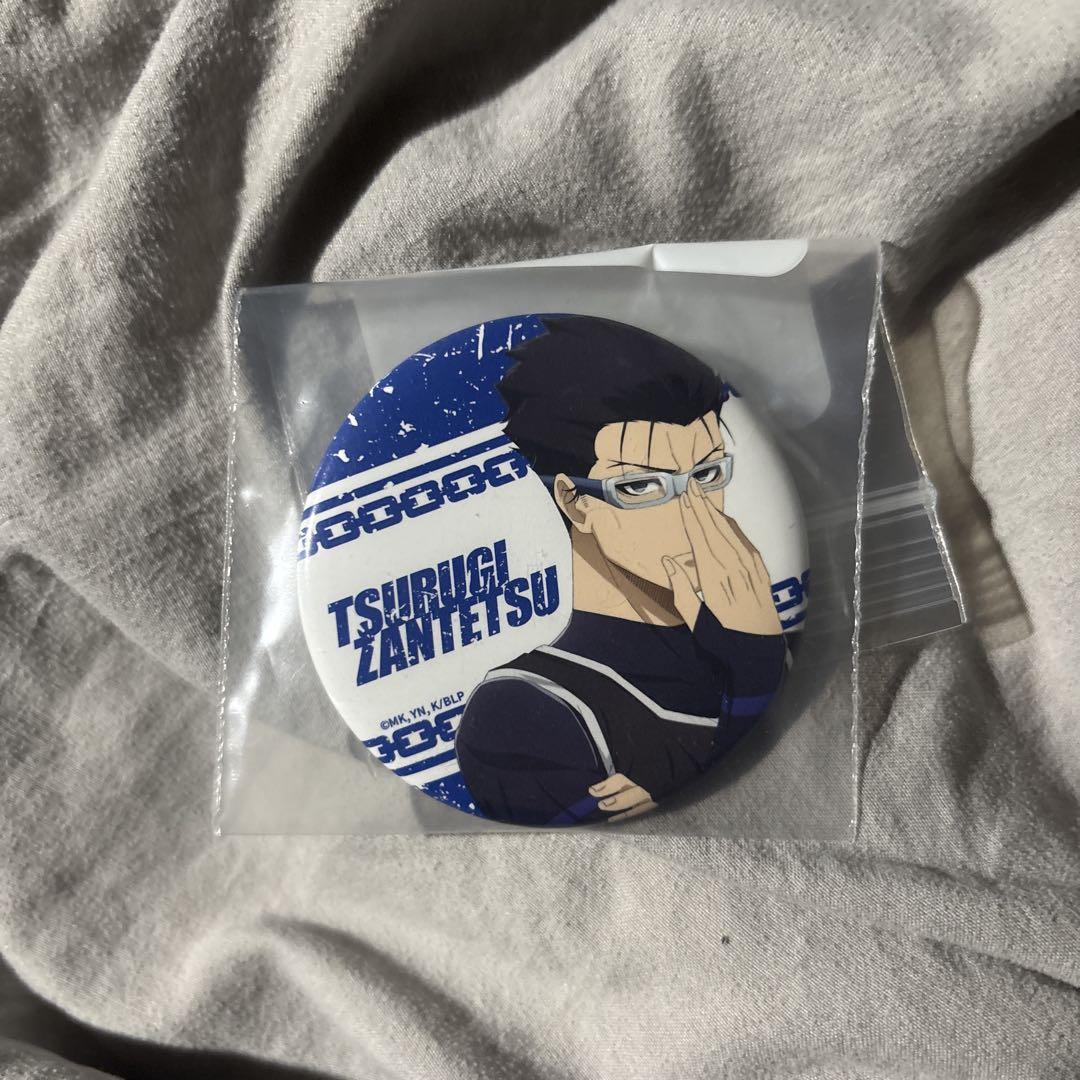 TSURUGI
ZANTETSU
©MK, YN, K/BLP